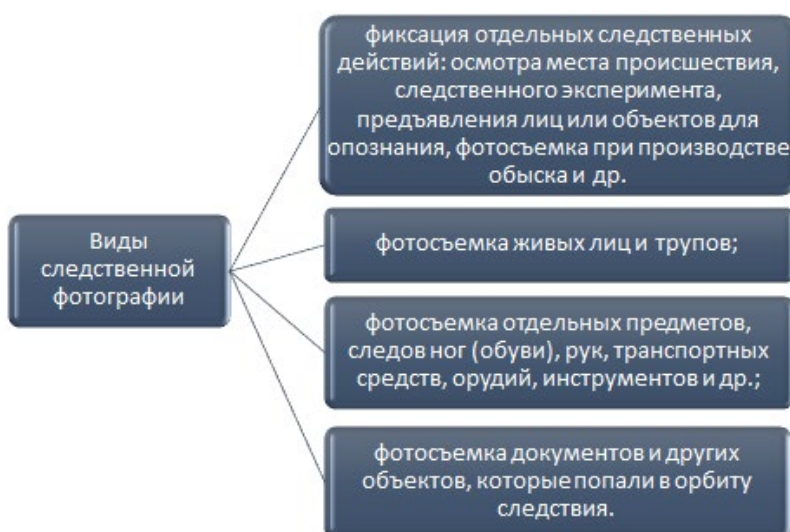 Виды
следственной
фотографии
фиксация отдельных следственных
действий: осмотра места происшествия,
следственного эксперимента,
предъявления лиц или объектов для
опознания, фотосъемка при производстве
обыска и др.
фотосъемка живых лиц и трупов;
фотосъемка отдельных предметов,
следов ног (обуви), рук, транспортных
средств, орудий, инструментов и др.;
фотосъемка документов и других
объектов, которые попали в орбиту
следствия.